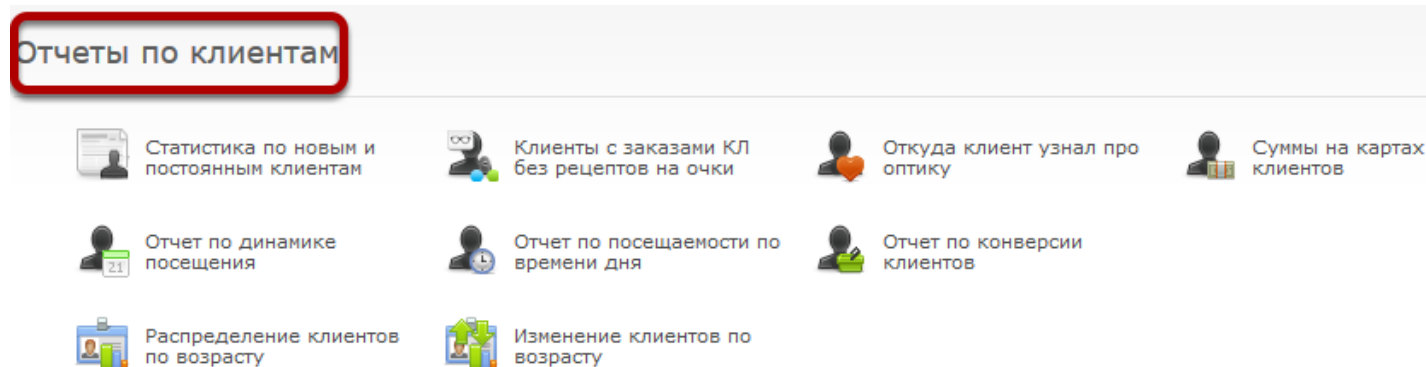 Отчеты по клиентам
Статистика по новым и
постоянным клиентам
Клиенты с заказами КЛ
без рецептов на очки
Откуда клиент узнал про
оптику
Суммы на картах
клиентов
Отчет по динамике
посещения
Отчет по посещаемости по
времени дня
Отчет по конверсии
клиентов
Распределение клиентов
по возрасту
Изменение клиентов по
возрасту